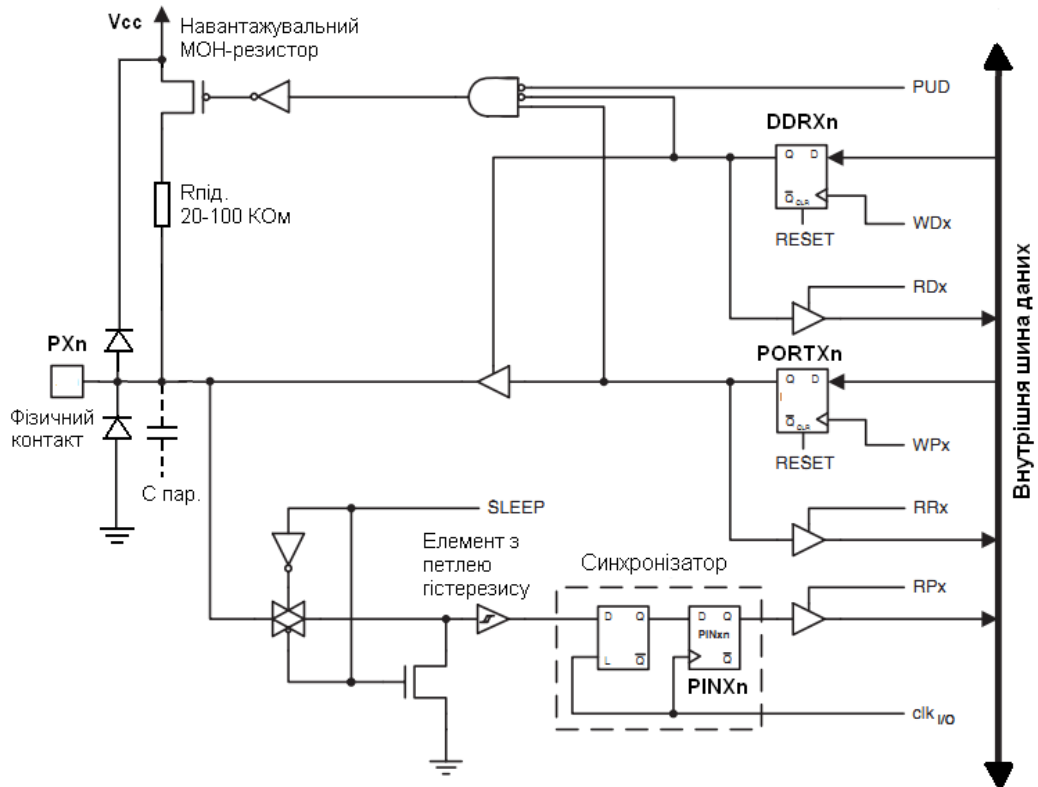 Vcc
Навантажувальний
МОН-резистор
PUD
DDRXn
Q D
Q CLR
RESET
WDx
Rпід.
20-100 КОм
RDx
PXn
PORTXn
Фізичний
контакт
Q D
Q CLR
RESET
WPx
С пар.
SLEEP
RRx
Елемент з
петлею
гістерезису
Синхронізатор
RPx
D Q
L Q
D Q
PINxn
Q
PINXn
clk I/O
Внутрішня шина даних